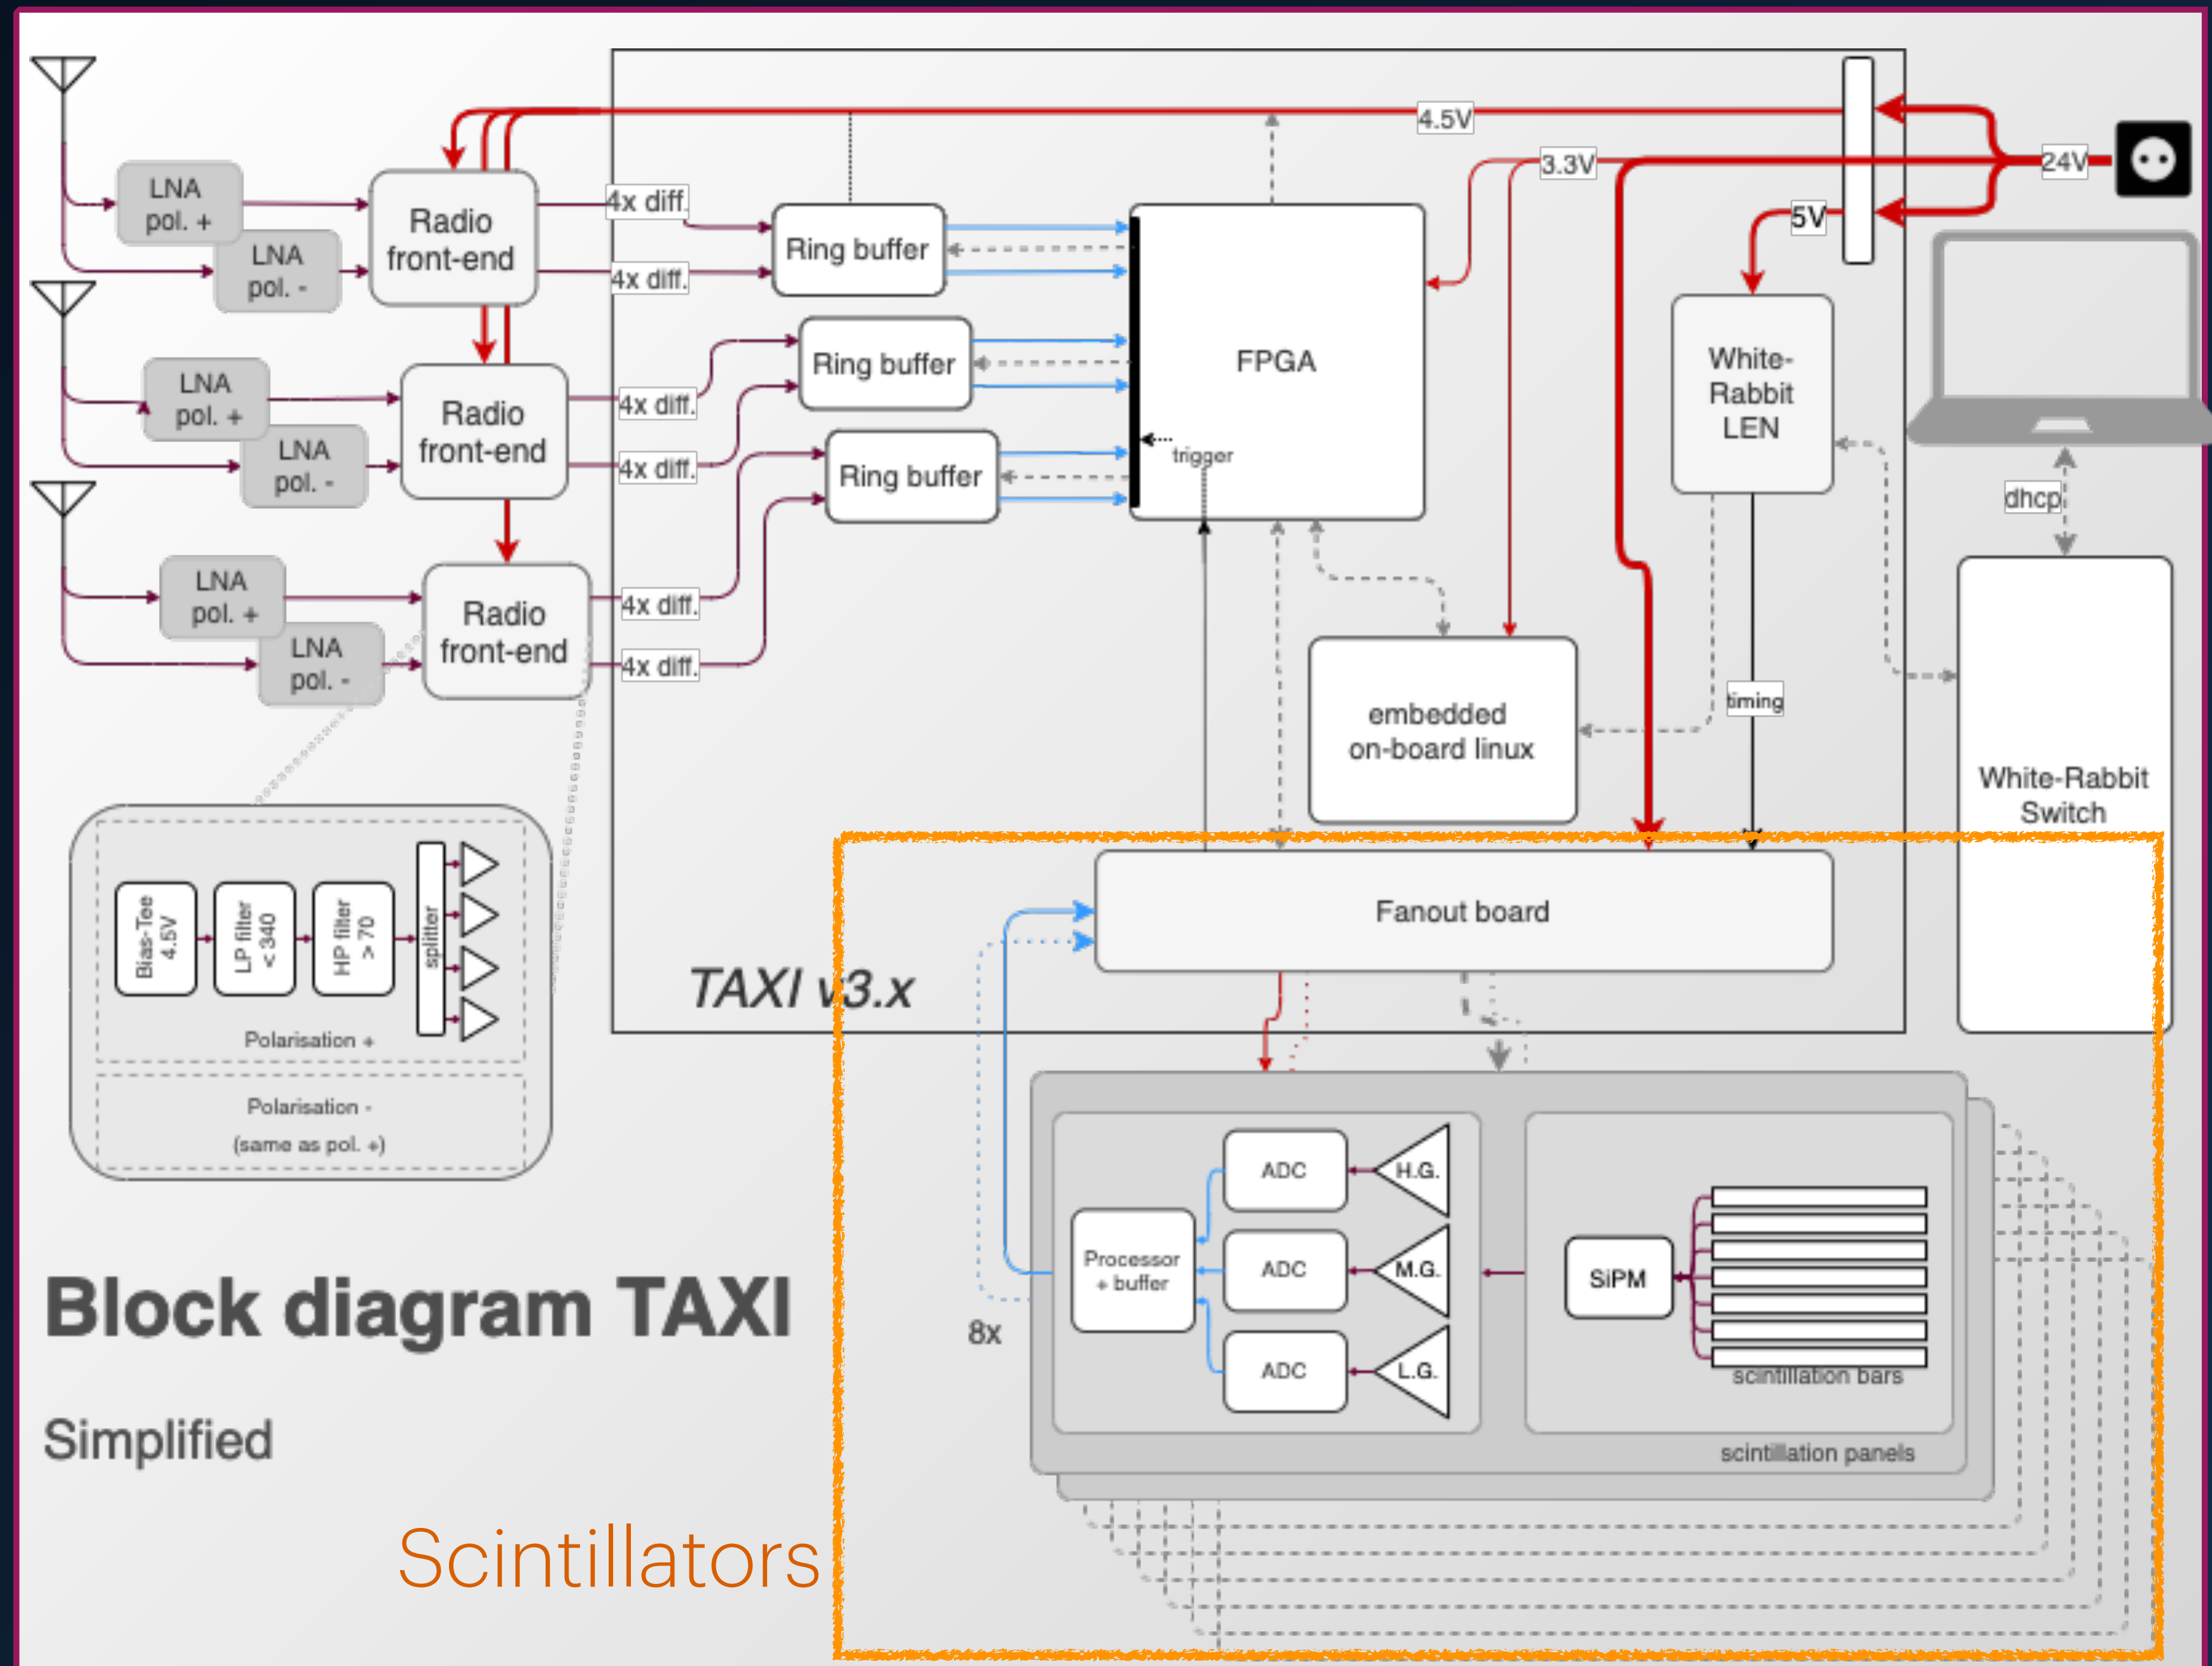 4.5V
3.3V
24V
5V
LNA
pol. +
LNA
pol. -
Radio
front-end
4x diff.
4x diff.
Ring buffer
LNA
pol. +
LNA
pol. -
Radio
front-end
4x diff.
4x diff.
Ring buffer
FPGA
White-
Rabbit
LEN
trigger
Ring buffer
dhcp
LNA
pol. +
LNA
pol. -
Radio
front-end
4x diff.
4x diff.
embedded
on-board linux
timing
White-Rabbit
Switch
Bias-Tee
4.5V
LP filter
< 340
HP filter
> 70
splitter
Polarisation +
Polarisation -
(same as pol. +)
Fanout board
TAXI v3.x
ADC
H.G.
Processor
+ buffer
ADC
M.G.
ADC
L.G.
SiPM
scintillation bars
scintillation panels
8x
Block diagram TAXI
Simplified
Scintillators